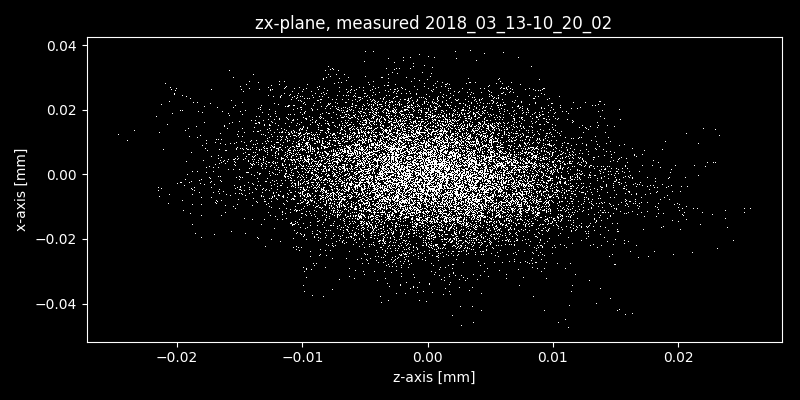 zx-plane, measured 2018_03_13-10_20_02
0.04
0.02
0.00
−0.02
−0.04
x-axis [mm]
−0.02 −0.01 0.00 0.01 0.02
z-axis [mm]